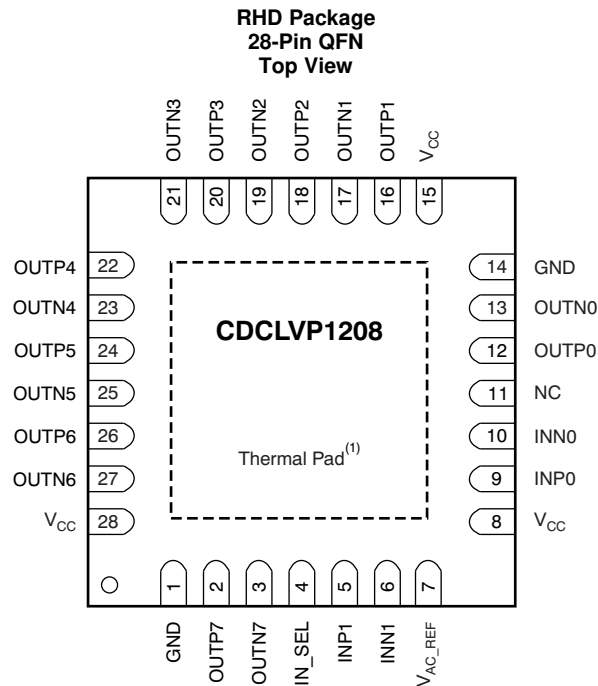 RHD Package
28-Pin QFN
Top View
OUTN3
OUTP3
OUTN2
OUTP2
OUTN1
OUTP1
VCC
21
20
19
18
17
16
15
OUTP4 22
OUTN4 23
OUTP5 24
OUTN5 25
OUTP6 26
OUTN6 27
VCC 28
CDCLVP1208
Thermal Pad(1)
14 GND
13 OUTN0
12 OUTP0
11 NC
10 INN0
9 INP0
8 VCC
1
2
3
4
5
6
7
GND
OUTP7
OUTN7
IN_SEL
INP1
INN1
VAC_REF